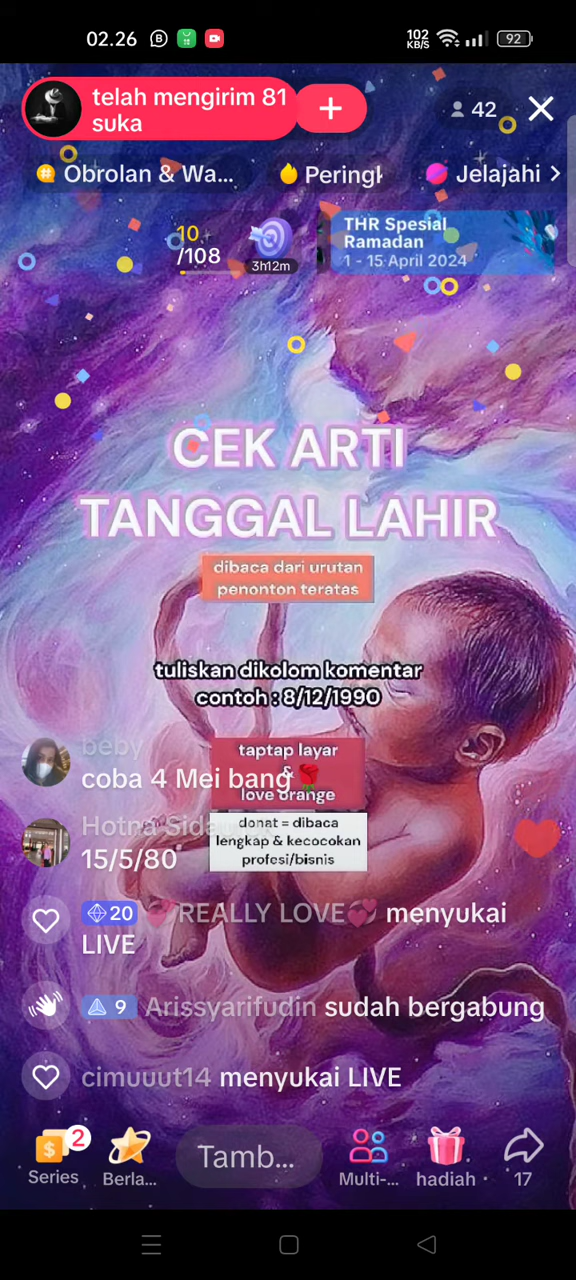 02.26
102
KB/S
92
telah mengirim 81
suka
42
Obrolan & Wa...
Peringk
Jelajahi
10
/108
3h12m
THR Spesial
Ramadan
1 - 15 April 2024
CEK ARTI
TANGGAL LAHIR
dibaca dari urutan
penonton teratas
tuliskan dikolom komentar
contoh : 8/12/1990
taptap layar
&
love orange
donat = dibaca
lengkap & kecocokan
profesi/bisnis
beby
coba 4 Mei bang🌹
Hotna
15/5/80
20 💞REALLY LOVE💞 menyukai
LIVE
9 Arissyarifudin sudah bergabung
cimuuut14 menyukai LIVE
2
Series
Berla...
Tamb...
Multi-...
hadiah
17